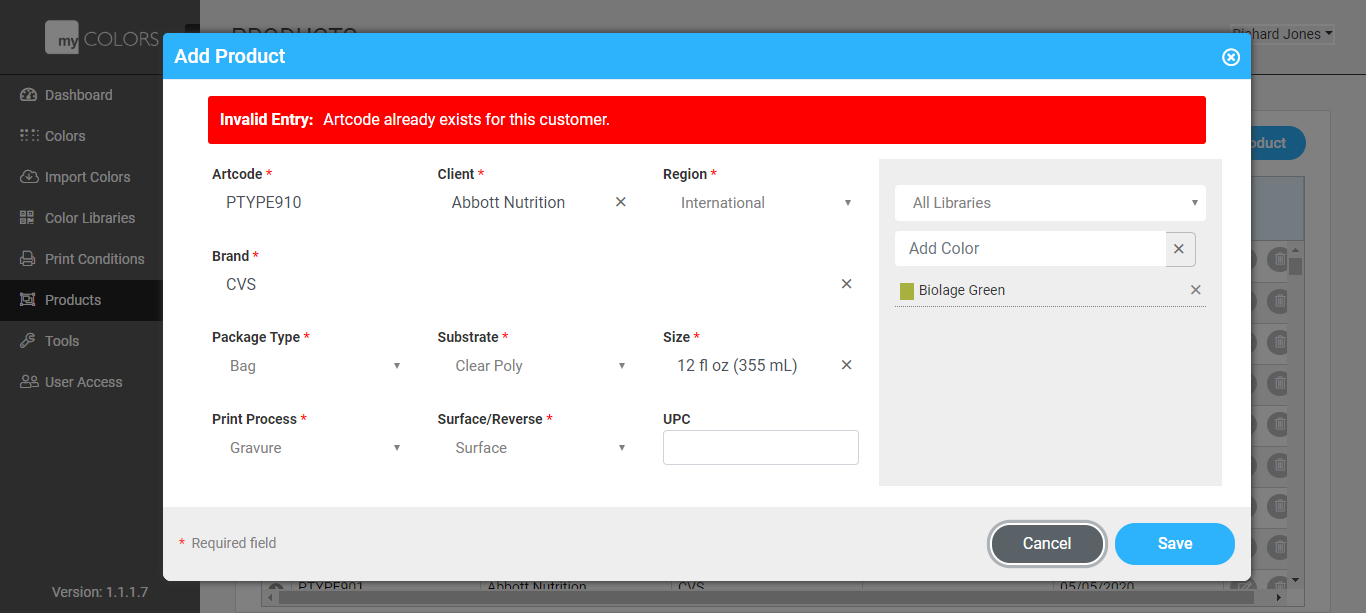 my COLORS
PRODUCTS
Richard Jones
Add Product
Dashboard
Colors
Import Colors
Color Libraries
Print Conditions
Products
Tools
User Access
Version: 1.1.1.7
Invalid Entry: Artcode already exists for this customer.
Artcode * Client * Region *
PTYPE910 Abbott Nutrition International
Brand *
CVS
Package Type * Substrate * Size *
Bag Clear Poly 12 fl oz (355 mL)
Print Process * Surface/Reverse * UPC
Gravure Surface
All Libraries
Add Color
Biolage Green
* Required field
Cancel Save
PTYPE901 Abbott Nutrition CVS 05/05/2020